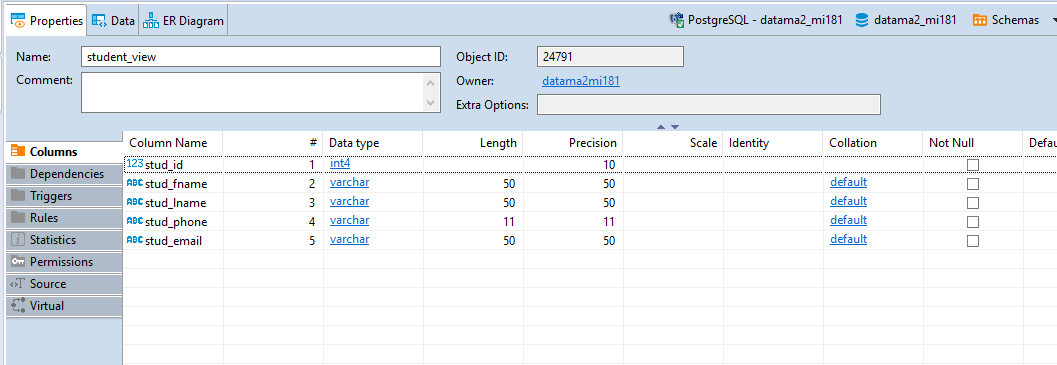 Properties Data ER Diagram PostgreSQL - datama2_mi181 datama2_mi181 Schemas
Name: student_view Object ID: 24791
Comment: Owner: datama2mi181
Extra Options:
Column Name # Data type Length Precision Scale Identity Collation Not Null Defau
Columns 123 stud_id 1 int4 10
Dependencies ABC stud_fname 2 varchar 50 50 default
Triggers ABC stud_lname 3 varchar 50 50 default
Rules ABC stud_phone 4 varchar 11 11 default
Statistics ABC stud_email 5 varchar 50 50 default
Permissions
Source
Virtual